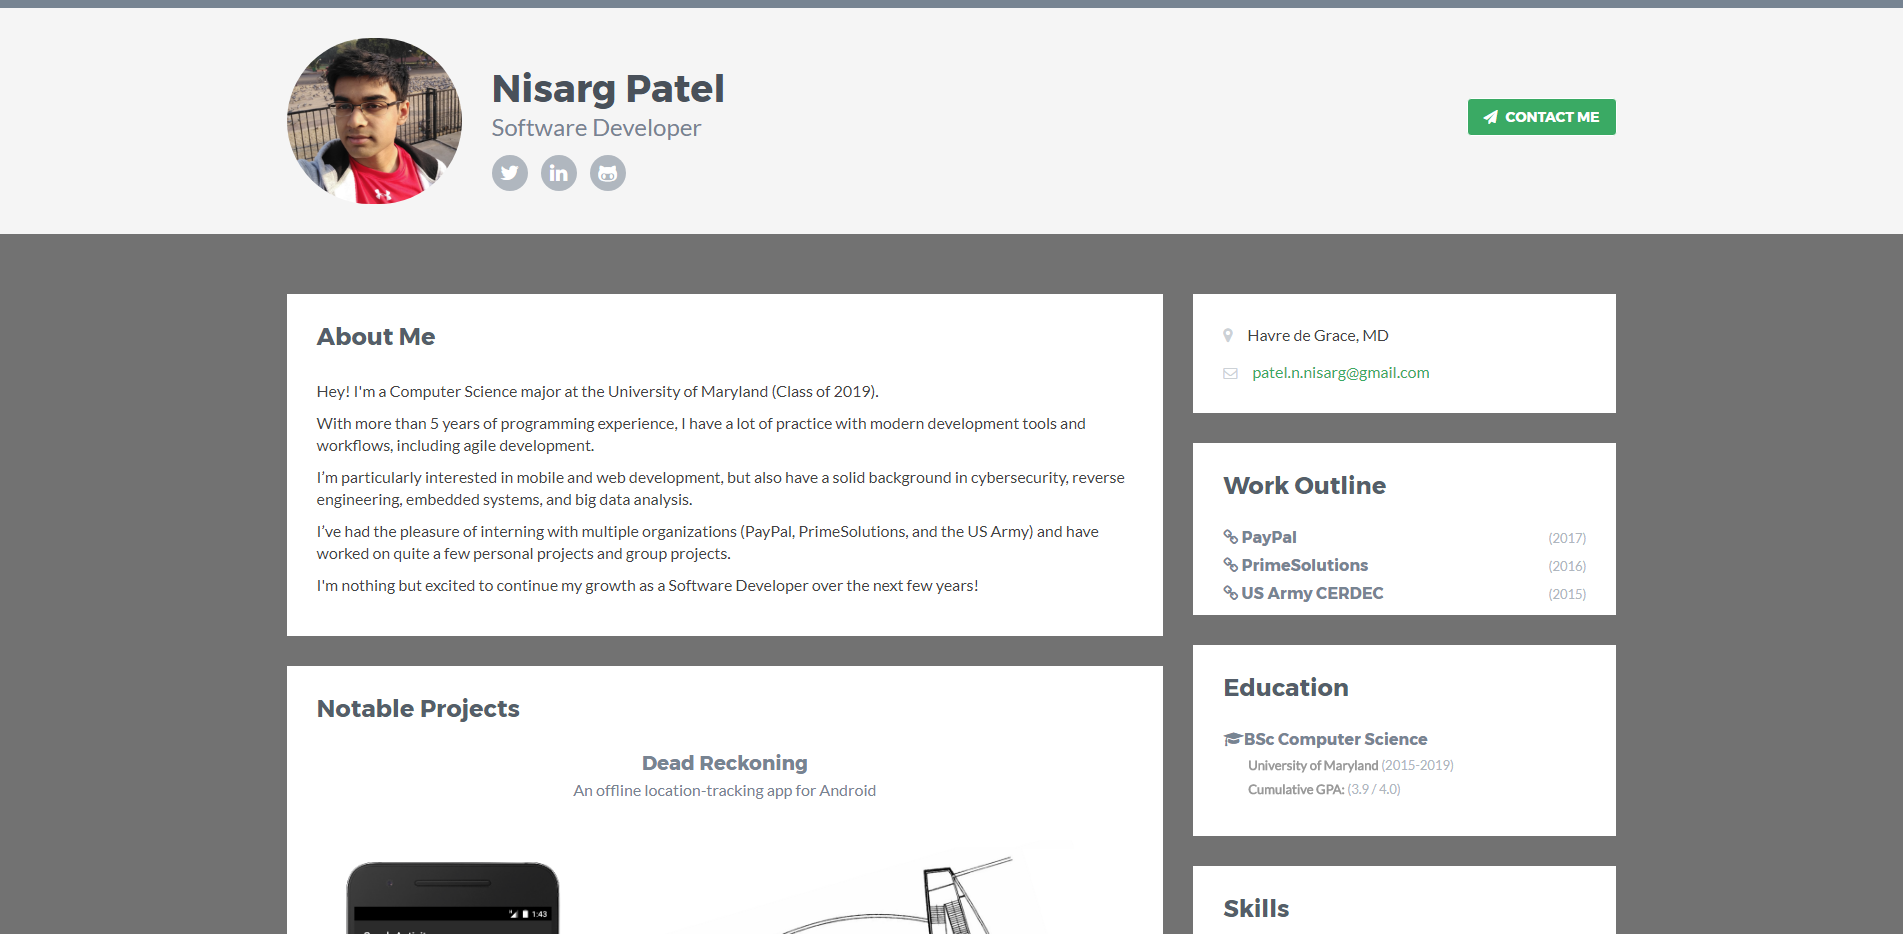 Nisarg Patel
Software Developer
CONTACT ME
About Me
Hey! I'm a Computer Science major at the University of Maryland (Class of 2019).
With more than 5 years of programming experience, I have a lot of practice with modern development tools and
workflows, including agile development.
I’m particularly interested in mobile and web development, but also have a solid background in cybersecurity, reverse
engineering, embedded systems, and big data analysis.
I’ve had the pleasure of interning with multiple organizations (PayPal, PrimeSolutions, and the US Army) and have
worked on quite a few personal projects and group projects.
I'm nothing but excited to continue my growth as a Software Developer over the next few years!
Notable Projects
Dead Reckoning
An offline location-tracking app for Android
1:43
Havre de Grace, MD
patel.n.nisarg@gmail.com
Work Outline
PayPal (2017)
PrimeSolutions (2016)
US Army CERDEC (2015)
Education
BSc Computer Science
University of Maryland (2015-2019)
Cumulative GPA: (3.9 / 4.0)
Skills